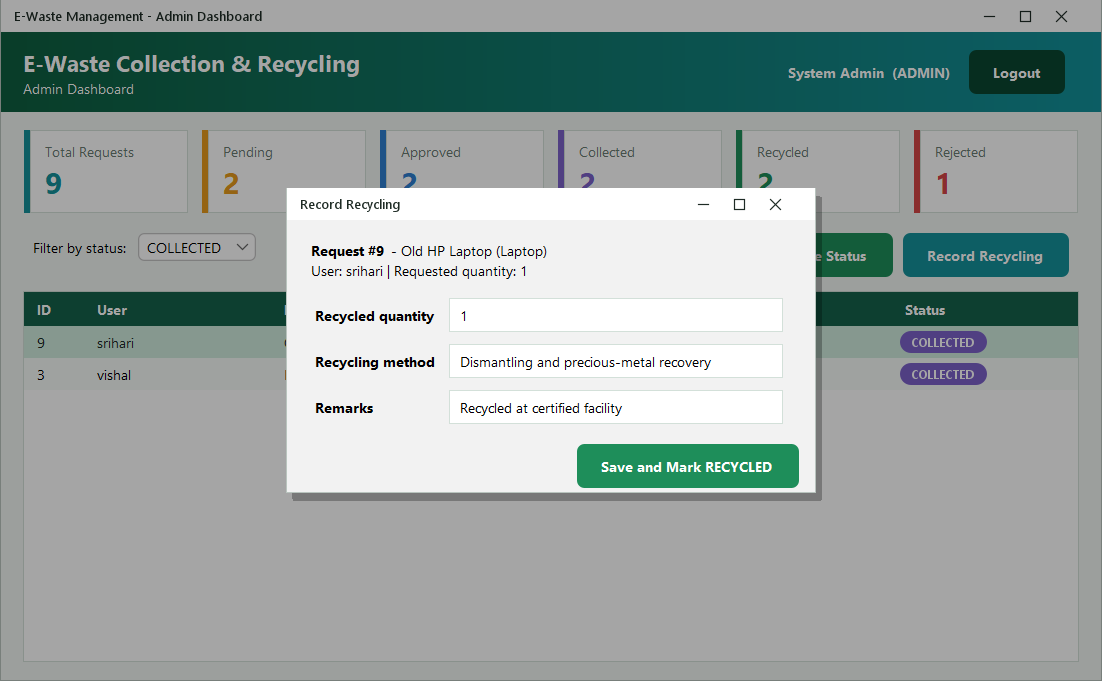 E-Waste Management - Admin Dashboard
E-Waste Collection & Recycling
Admin Dashboard
System Admin (ADMIN)
Logout
Total Requests
9
Pending
2
Approved
2
Collected
2
Recycled
2
Rejected
1
Filter by status:
COLLECTED
Status
Record Recycling
ID User Status
9 srihari COLLECTED
3 vishal COLLECTED
Record Recycling
Request #9 - Old HP Laptop (Laptop)
User: srihari | Requested quantity: 1
Recycled quantity 1
Recycling method Dismantling and precious-metal recovery
Remarks Recycled at certified facility
Save and Mark RECYCLED